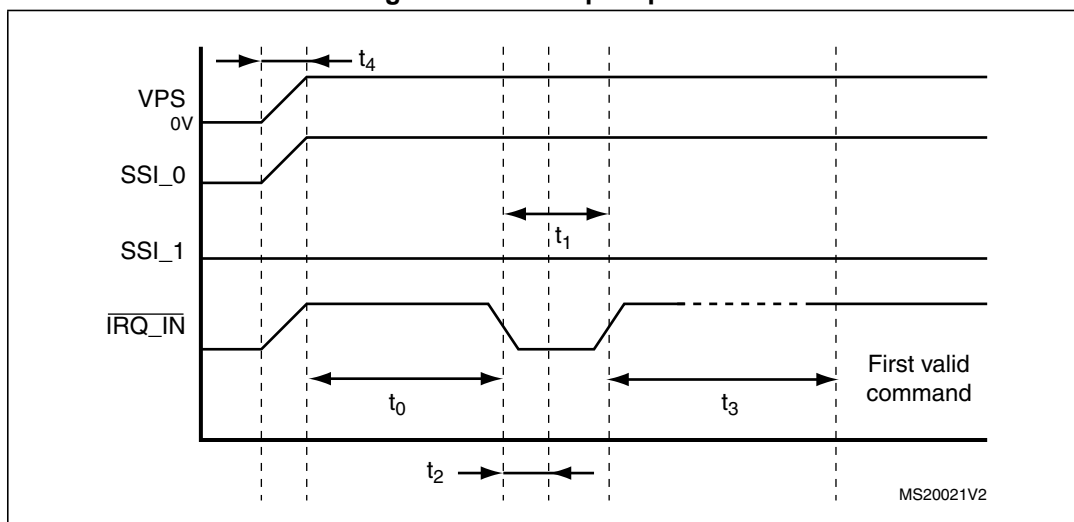 t4
VPS
0V
SSI_0
t1
SSI_1
IRQ_IN
First valid
command
t0
t3
t2
MS20021V2